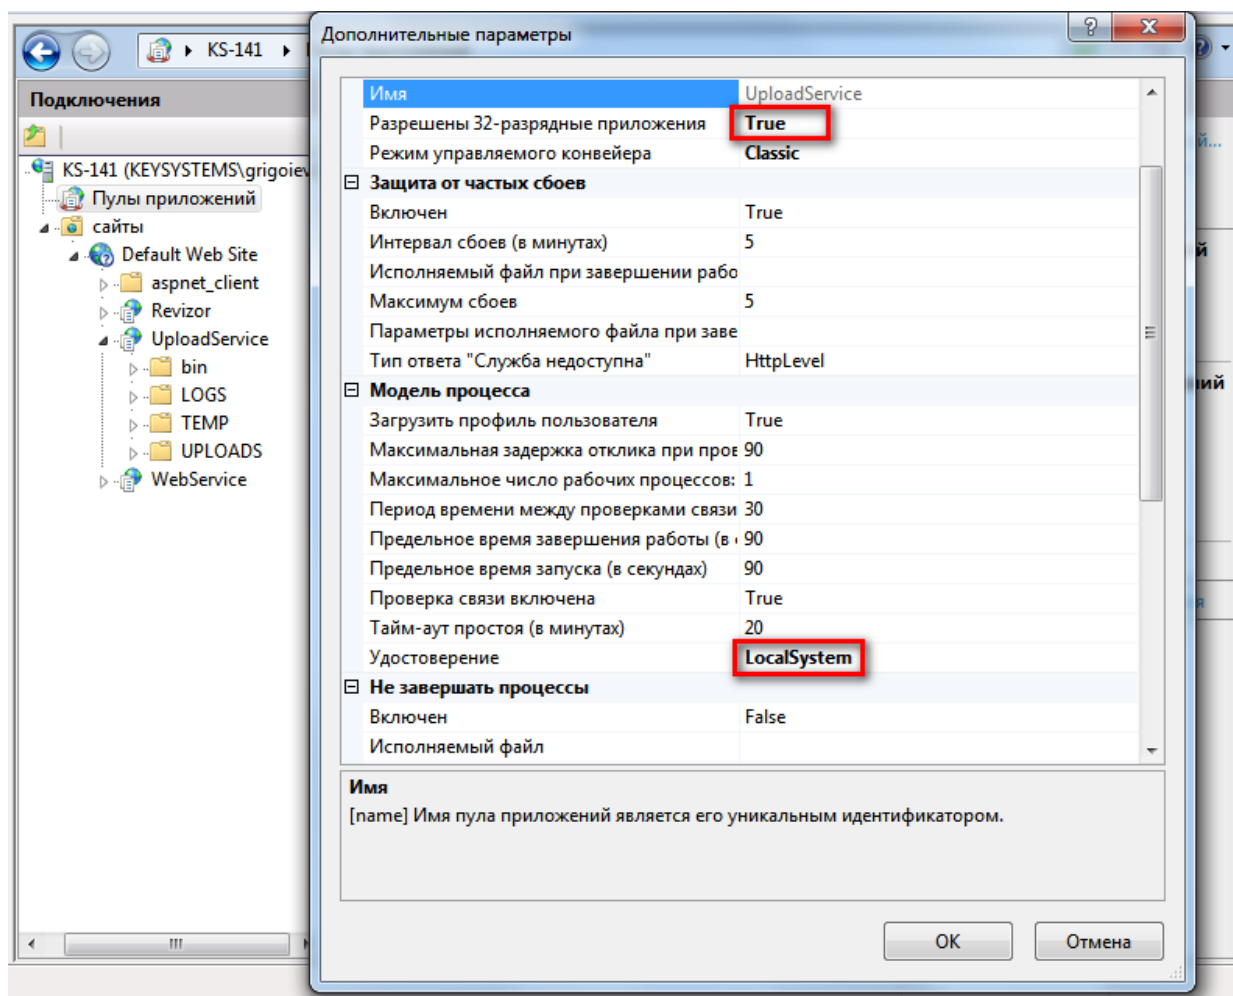 Дополнительные параметры
KS-141
Подключения
KS-141 (KEYSYSTEMS\grigoiev
Пулы приложений
сайты
Default Web Site
aspnet_client
Revizor
UploadService
bin
LOGS
TEMP
UPLOADS
WebService
Имя UploadService
Разрешены 32-разрядные приложения True
Режим управляемого конвейера Classic
Защита от частых сбоев
Включен True
Интервал сбоев (в минутах) 5
Исполняемый файл при завершении рабо
Максимум сбоев 5
Параметры исполняемого файла при заве
Тип ответа "Служба недоступна" HttpLevel
Модель процесса
Загрузить профиль пользователя True
Максимальная задержка отклика при пров 90
Максимальное число рабочих процессов: 1
Период времени между проверками связи 30
Предельное время завершения работы (в 90
Предельное время запуска (в секундах) 90
Проверка связи включена True
Тайм-аут простоя (в минутах) 20
Удостоверение LocalSystem
Не завершать процессы
Включен False
Исполняемый файл
Имя
[name] Имя пула приложений является его уникальным идентификатором.
OK
Отмена